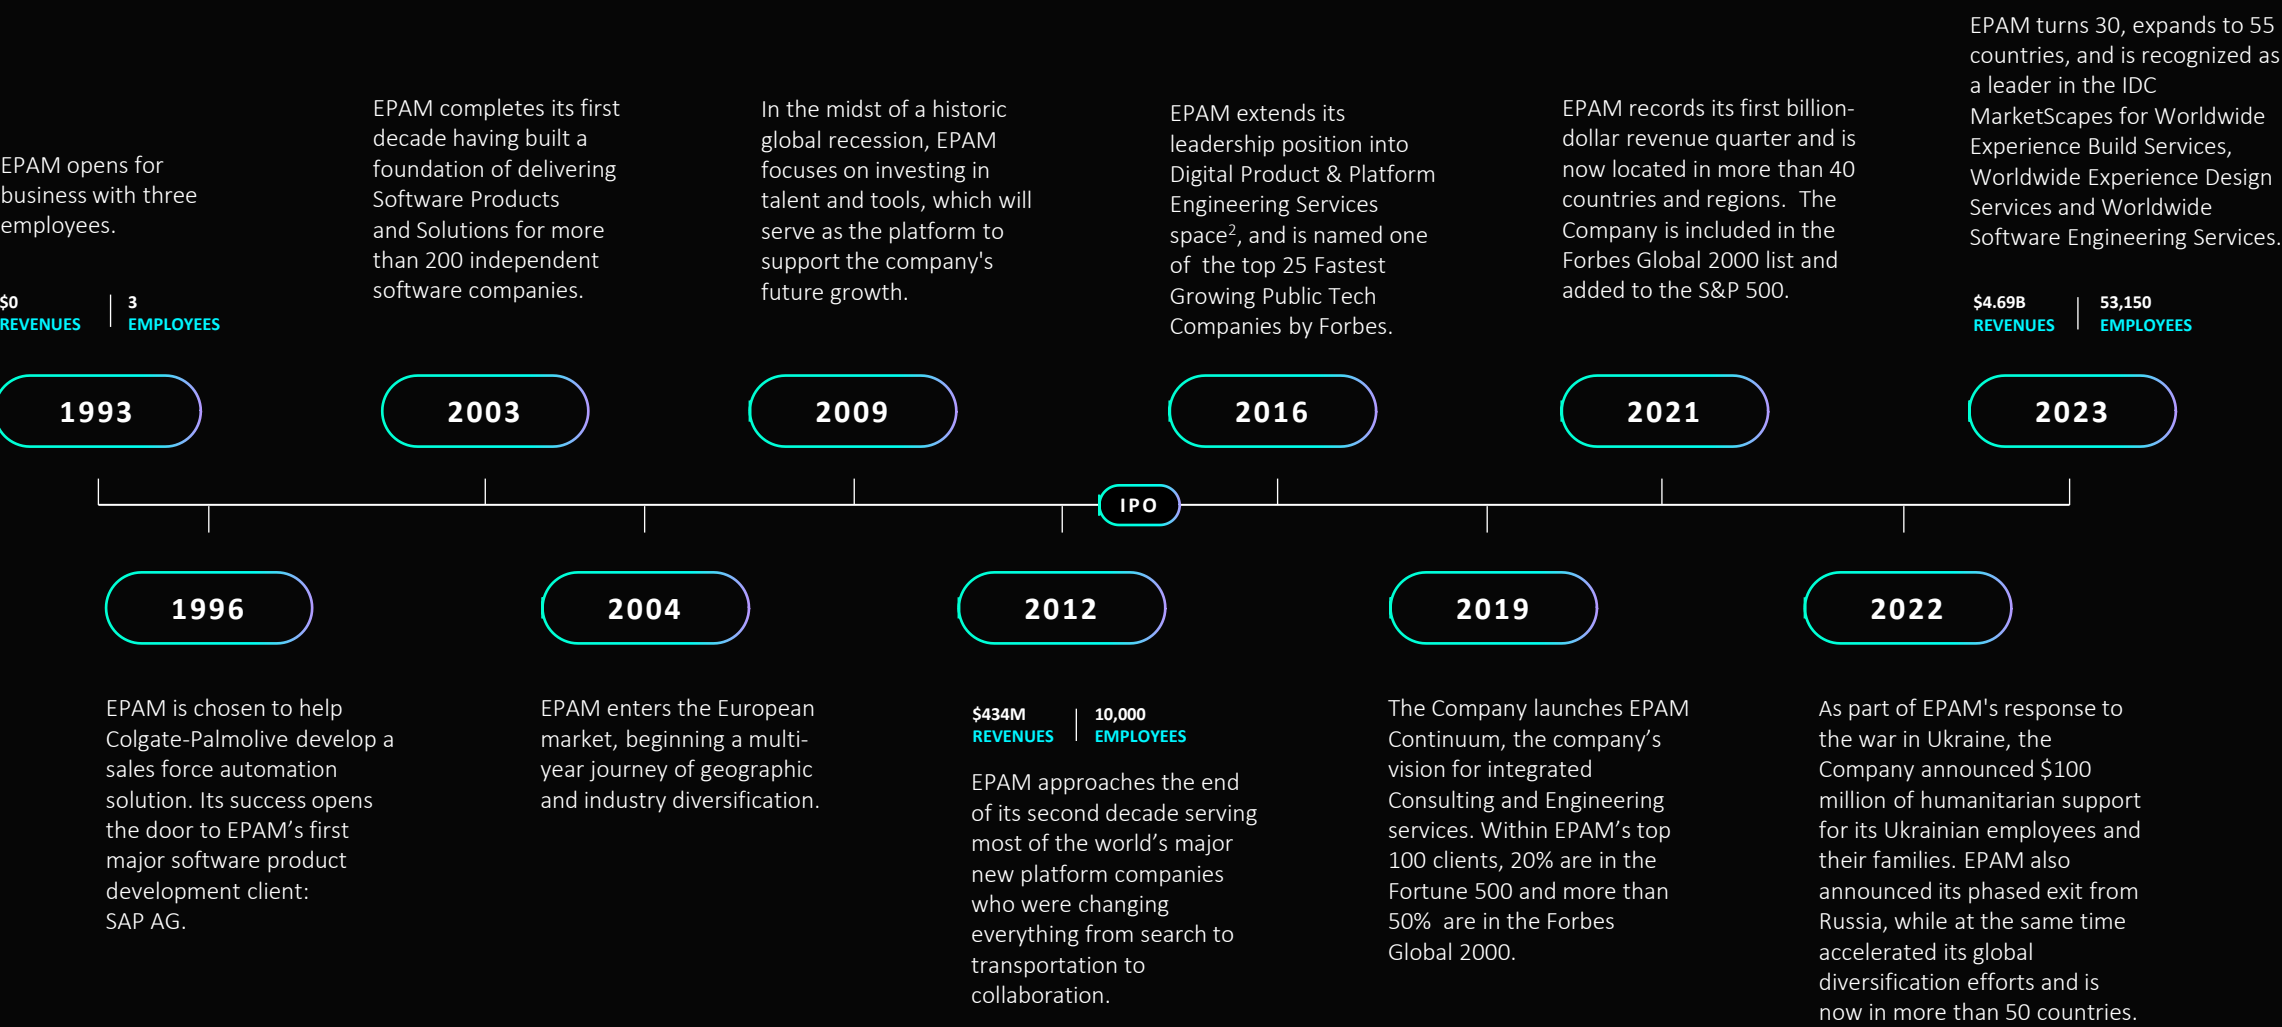 EPAM opens for
business with three
employees.
$0
REVENUES
3
EMPLOYEES
1993
EPAM completes its first
decade having built a
foundation of delivering
Software Products
and Solutions for more
than 200 independent
software companies.
2003
In the midst of a historic
global recession, EPAM
focuses on investing in
talent and tools, which will
serve as the platform to
support the company's
future growth.
2009
EPAM extends its
leadership position into
Digital Product & Platform
Engineering Services
space², and is named one
of the top 25 Fastest
Growing Public Tech
Companies by Forbes.
2016
EPAM records its first billion-
dollar revenue quarter and is
now located in more than 40
countries and regions. The
Company is included in the
Forbes Global 2000 list and
added to the S&P 500.
2021
EPAM turns 30, expands to 55
countries, and is recognized as
a leader in the IDC
MarketScapes for Worldwide
Experience Build Services,
Worldwide Experience Design
Services and Worldwide
Software Engineering Services.
$4.69B
REVENUES
53,150
EMPLOYEES
2023
IPO
1996
EPAM is chosen to help
Colgate-Palmolive develop a
sales force automation
solution. Its success opens
the door to EPAM’s first
major software product
development client:
SAP AG.
2004
EPAM enters the European
market, beginning a multi-
year journey of geographic
and industry diversification.
2012
$434M
REVENUES
10,000
EMPLOYEES
EPAM approaches the end
of its second decade serving
most of the world’s major
new platform companies
who were changing
everything from search to
transportation to
collaboration.
2019
The Company launches EPAM
Continuum, the company’s
vision for integrated
Consulting and Engineering
services. Within EPAM’s top
100 clients, 20% are in the
Fortune 500 and more than
50% are in the Forbes
Global 2000.
2022
As part of EPAM's response to
the war in Ukraine, the
Company announced $100
million of humanitarian support
for its Ukrainian employees and
their families. EPAM also
announced its phased exit from
Russia, while at the same time
accelerated its global
diversification efforts and is
now in more than 50 countries.